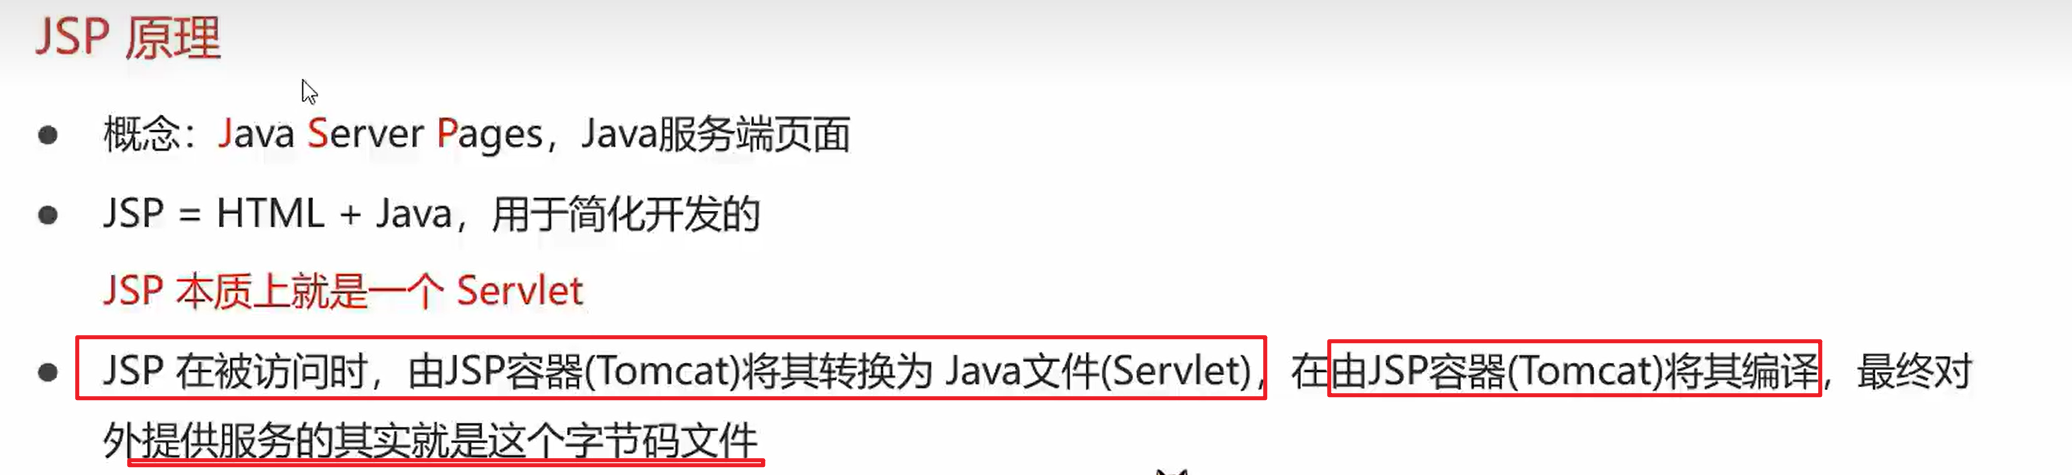 JSP 原理
概念：Java Server Pages，Java服务端页面
JSP = HTML + Java，用于简化开发的
JSP 本质上就是一个 Servlet
JSP 在被访问时，由JSP容器(Tomcat)将其转换为 Java文件(Servlet)，在由JSP容器(Tomcat)将其编译，最终对
外提供服务的其实就是这个字节码文件